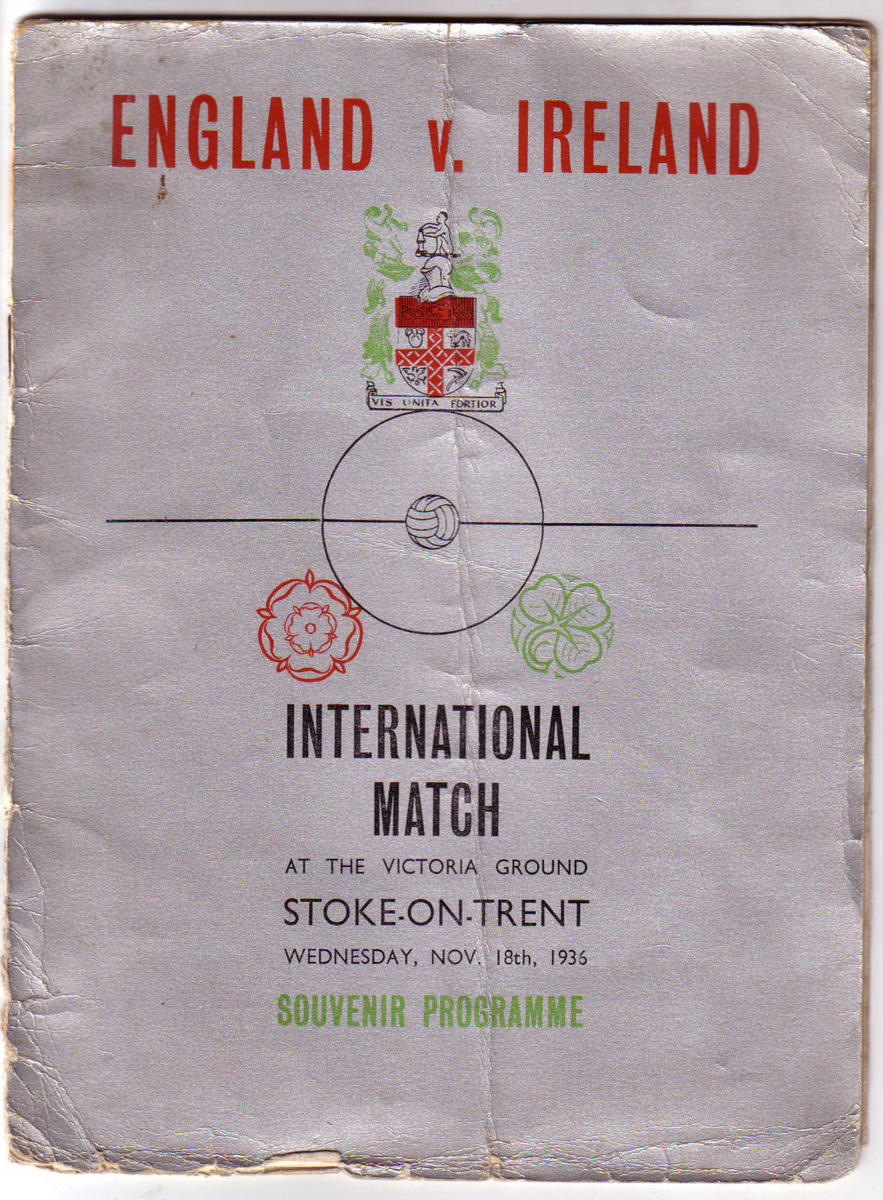 ENGLAND v. IRELAND
VIS UNITA FORTIOR
INTERNATIONAL
MATCH
AT THE VICTORIA GROUND
STOKE-ON-TRENT
WEDNESDAY, NOV. 18th, 1936
SOUVENIR PROGRAMME